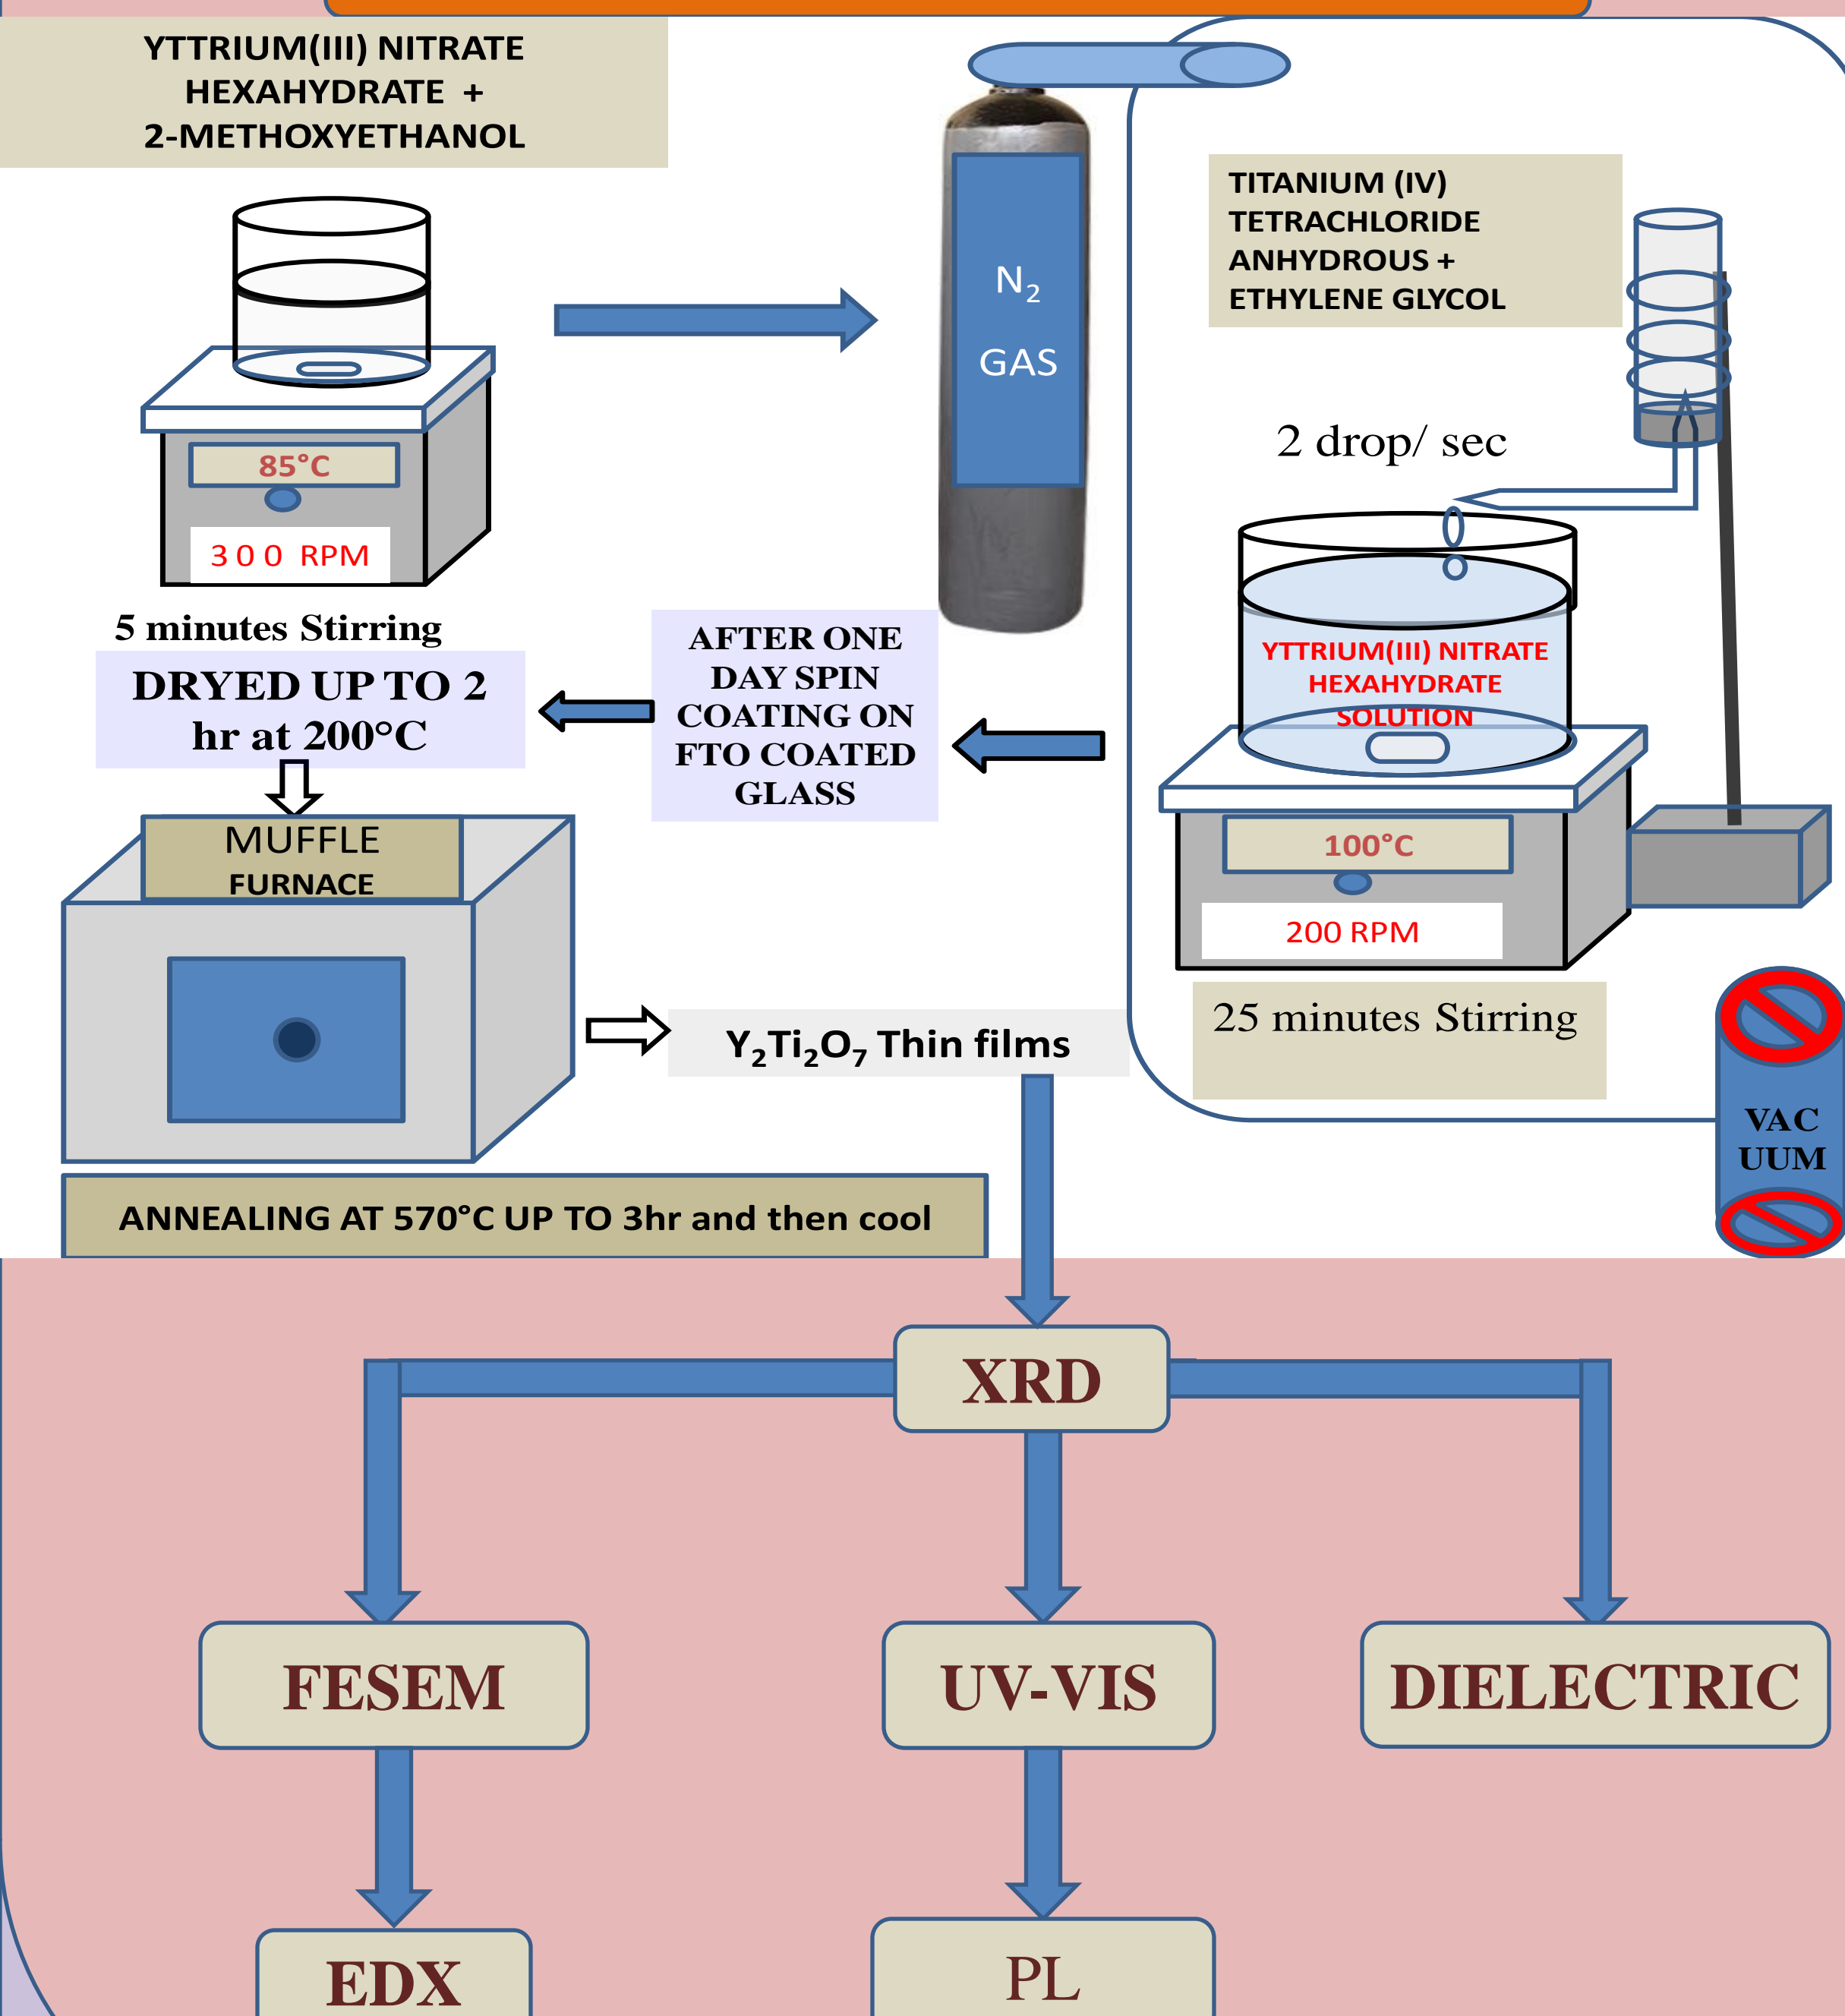 YTTRIUM(III) NITRATE
HEXAHYDRATE +
2-METHOXYETHANOL
85°C
3 0 0 RPM
5 minutes Stirring
N₂
GAS
TITANIUM (IV)
TETRACHLORIDE
ANHYDROUS +
ETHYLENE GLYCOL
2 drop/ sec
YTTRIUM(III) NITRATE
HEXAHYDRATE
SOLUTION
100°C
200 RPM
25 minutes Stirring
VAC
UUM
AFTER ONE
DAY SPIN
COATING ON
FTO COATED
GLASS
DRYED UP TO 2
hr at 200°C
MUFFLE
FURNACE
ANNEALING AT 570°C UP TO 3hr and then cool
Y₂Ti₂O₇ Thin films
XRD
FESEM
UV-VIS
DIELECTRIC
EDX
PL